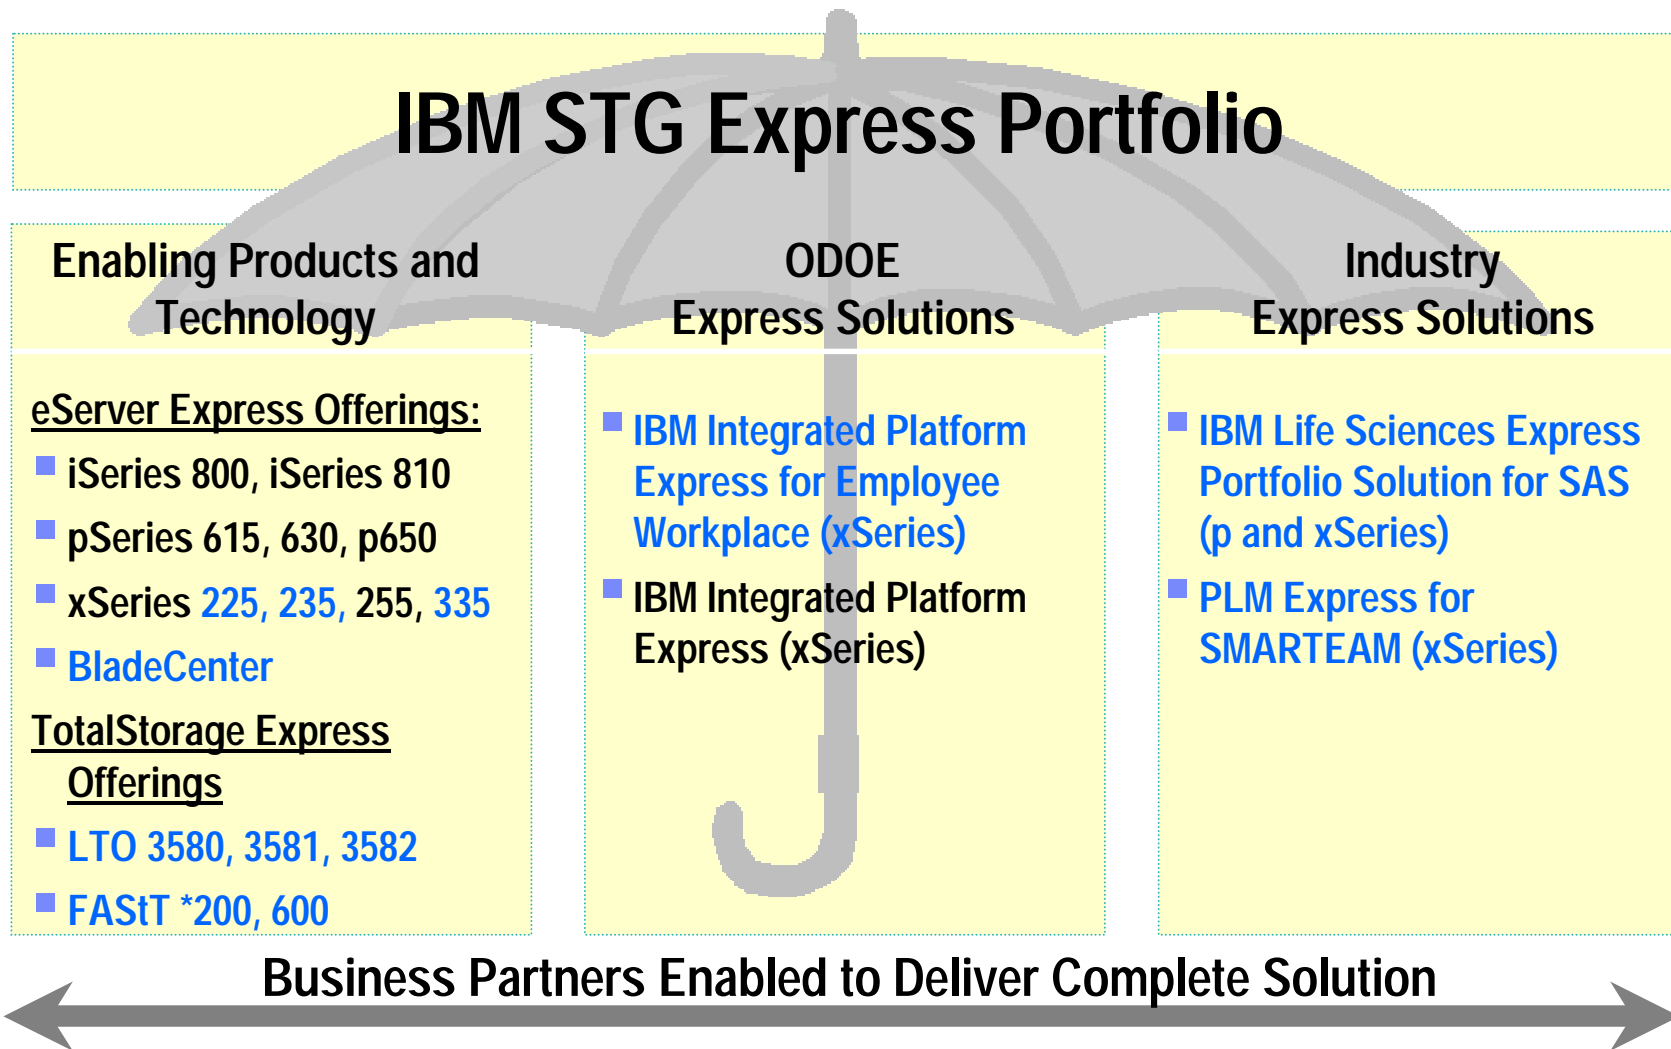 IBM STG Express Portfolio
Enabling Products and
Technology
eServer Express Offerings:
iSeries 800, iSeries 810
pSeries 615, 630, p650
xSeries 225, 235, 255, 335
BladeCenter
TotalStorage Express
Offerings
LTO 3580, 3581, 3582
FAStT *200, 600
ODOE
Express Solutions
IBM Integrated Platform
Express for Employee
Workplace (xSeries)
IBM Integrated Platform
Express (xSeries)
Industry
Express Solutions
IBM Life Sciences Express
Portfolio Solution for SAS
(p and xSeries)
PLM Express for
SMARTEAM (xSeries)
Business Partners Enabled to Deliver Complete Solution